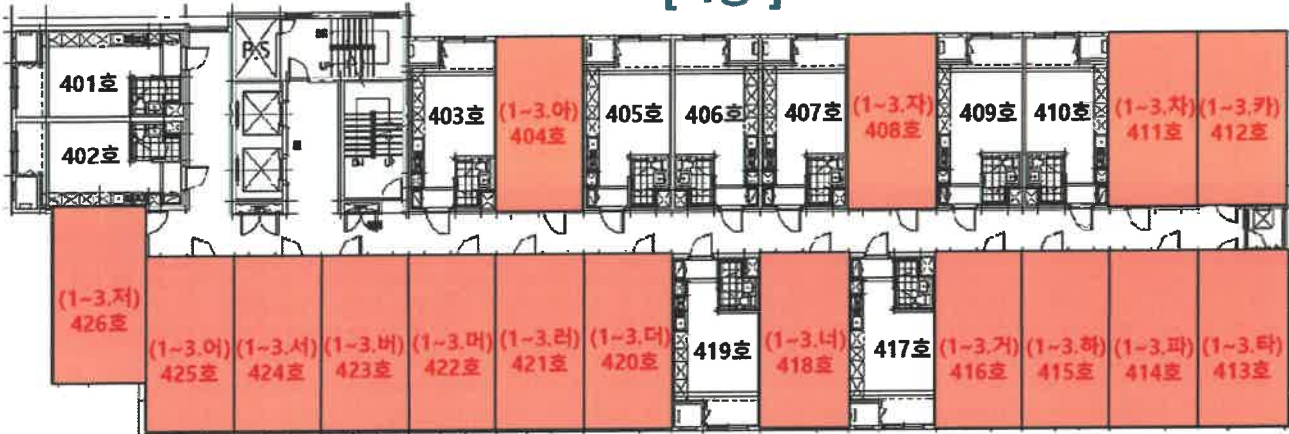 P.S
401호
402호
403호
(1~3.아)
404호
405호
406호
407호
(1~3.자)
408호
409호
410호
(1~3.차)
411호
(1~3.카)
412호
(1~3.저)
426호
(1~3.어)
425호
(1~3.서)
424호
(1~3.버)
423호
(1~3.머)
422호
(1~3.러)
421호
(1~3.더)
420호
419호
(1~3.너)
418호
417호
(1~3.거)
416호
(1~3.하)
415호
(1~3.파)
414호
(1~3.타)
413호